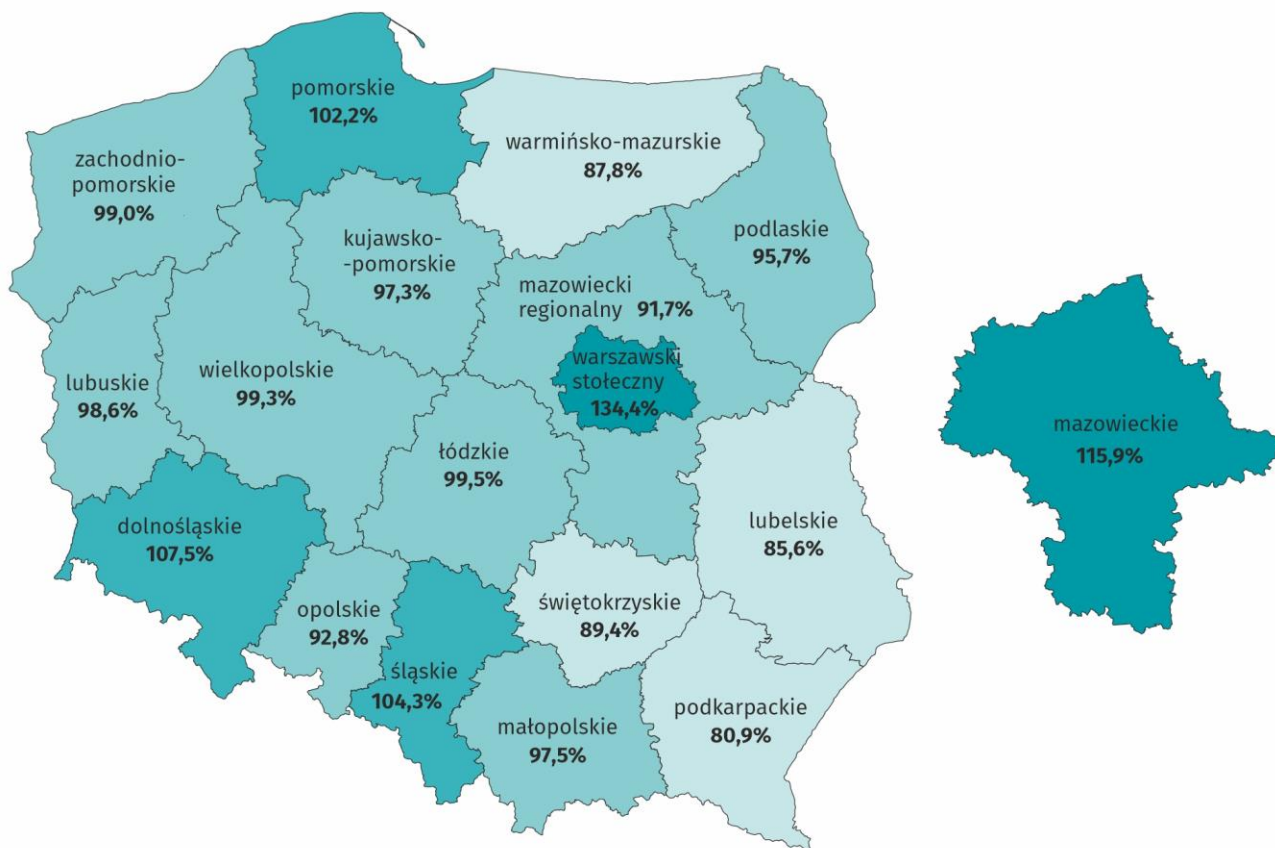 pomorskie
102,2%
warmińsko-mazurskie
87,8%
zachodnio-
pomorskie
99,0%
kujawsko-
-pomorskie
97,3%
podlaskie
95,7%
mazowiecki
regionalny 91,7%
warszawski
stołeczny
134,4%
lubuskie
98,6%
wielkopolskie
99,3%
łódzkie
99,5%
mazowieckie
115,9%
dolnośląskie
107,5%
lubelskie
85,6%
opolskie
92,8%
świętokrzyskie
89,4%
śląskie
104,3%
małopolskie
97,5%
podkarpackie
80,9%